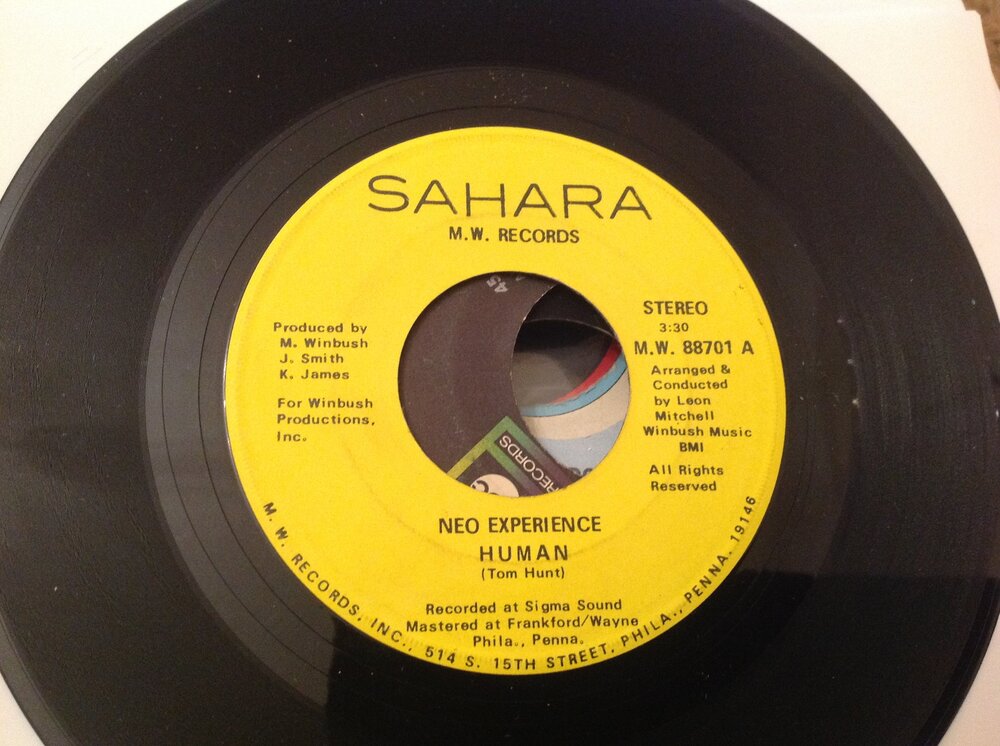 SAHARA
M.W. RECORDS
Produced by
M. Winbush
J. Smith
K. James
For Winbush
Productions,
Inc.
STEREO
3:30
M.W. 88701 A
Arranged &
Conducted
by Leon
Mitchell
Winbush Music
BMI
All Rights
Reserved
45
RECORDS
NEO EXPERIENCE
HUMAN
(Tom Hunt)
Recorded at Sigma Sound
Mastered at Frankford/Wayne
Phila., Penna.
M. W. RECORDS, INC., 514 S. 15TH STREET, PHILA., PENNA. 19146